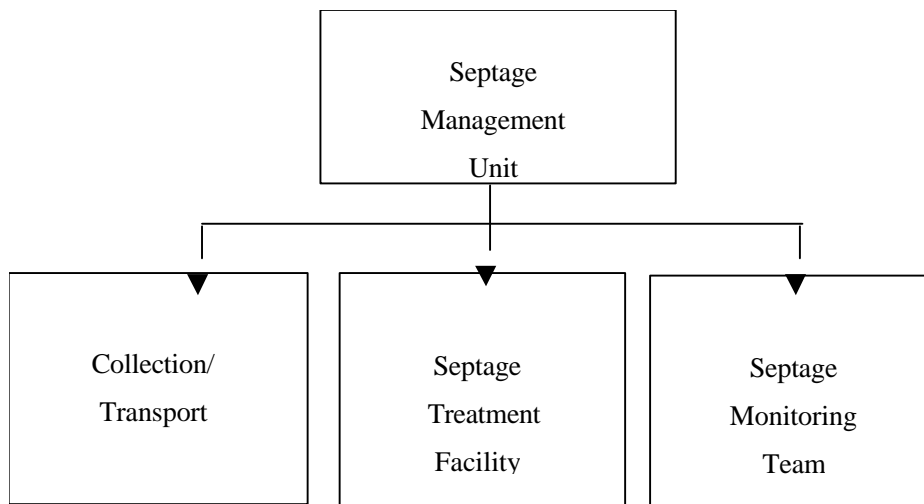 Septage
Management
Unit
Collection/
Transport
Septage
Treatment
Facility
Septage
Monitoring
Team